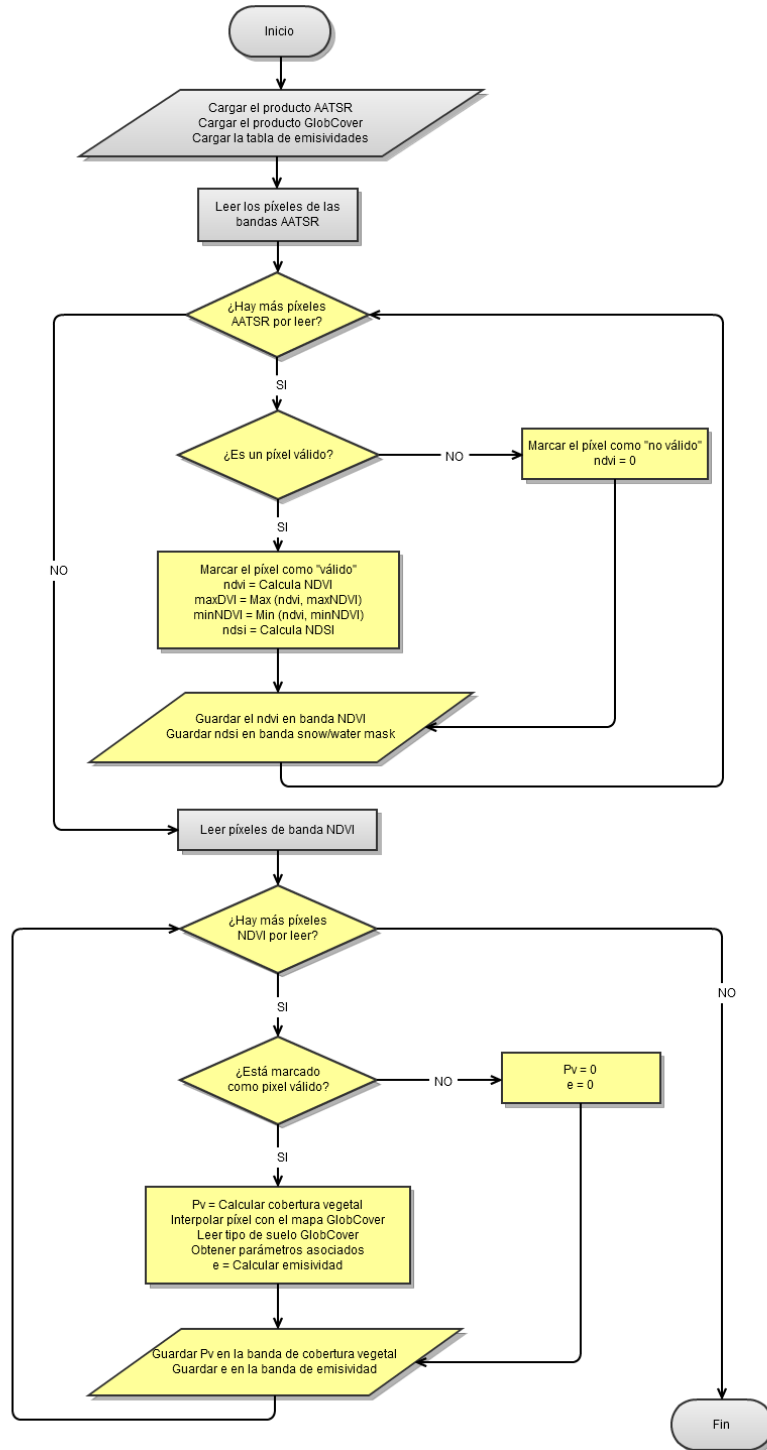 Inicio
Cargar el producto AATSR
Cargar el producto GlobCover
Cargar la tabla de emisividades
Leer los píxeles de las
bandas AATSR
¿Hay más píxeles
AATSR por leer?
SI
¿Es un píxel válido?
NO
Marcar el píxel como "no válido"
ndvi = 0
SI
NO
Marcar el píxel como "válido"
ndvi = Calcula NDVI
maxDVI = Max (ndvi, maxNDVI)
minNDVI = Min (ndvi, minNDVI)
ndsi = Calcula NDSI
Guardar el ndvi en banda NDVI
Guardar ndsi en banda snow/water mask
Leer píxeles de banda NDVI
¿Hay más píxeles
NDVI por leer?
NO
SI
¿Está marcado
como pixel válido?
NO
Pv = 0
e = 0
SI
Pv = Calcular cobertura vegetal
Interpolar píxel con el mapa GlobCover
Leer tipo de suelo GlobCover
Obtener parámetros asociados
e = Calcular emisividad
Guardar Pv en la banda de cobertura vegetal
Guardar e en la banda de emisividad
Fin